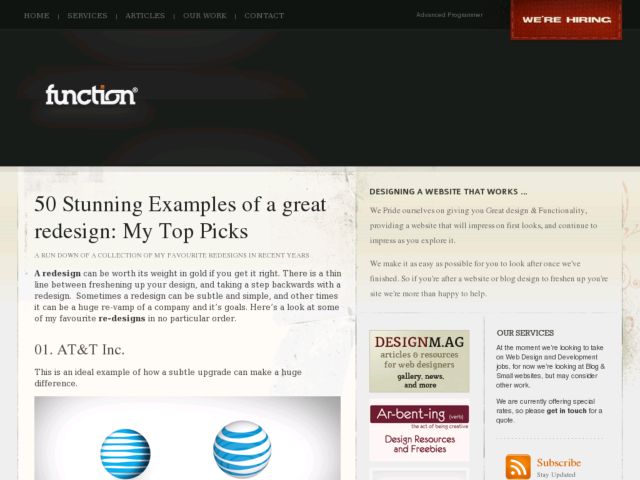 HOME | SERVICES | ARTICLES | OUR WORK | CONTACT
Advanced Programmer
WE'RE HIRING
function®
50 Stunning Examples of a great
redesign: My Top Picks
A RUN DOWN OF A COLLECTION OF MY FAVOURITE REDESIGNS IN RECENT YEARS
A redesign can be worth its weight in gold if you get it right. There is a thin
line between freshening up your design, and taking a step backwards with a
redesign. Sometimes a redesign can be subtle and simple, and other times
it can be a huge re-vamp of a company and it's goals. Here's a look at some
of my favourite re-designs in no particular order.
01. AT&T Inc.
This is an ideal example of how a subtle upgrade can make a huge
difference.
DESIGNING A WEBSITE THAT WORKS ...
We Pride ourselves on giving you Great design & Functionality,
providing a website that will impress on first looks, and continue to
impress as you explore it.
We make it as easy as possible for you to look after once we've
finished. So if you're after a website or blog design to freshen up you're
site we're more than happy to help.
DESIGNM.AG
articles & resources
for web designers
gallery, news,
and more
Ar·bent·ing (verb)
the act of being creative
Design Resources
and Freebies
OUR SERVICES
At the moment we're looking to take
on Web Design and Development
jobs, for now we're looking at Blog &
Small websites, but may consider
other work.
We are currently offering special
rates, so please get in touch for a
quote.
Subscribe
Stay Updated